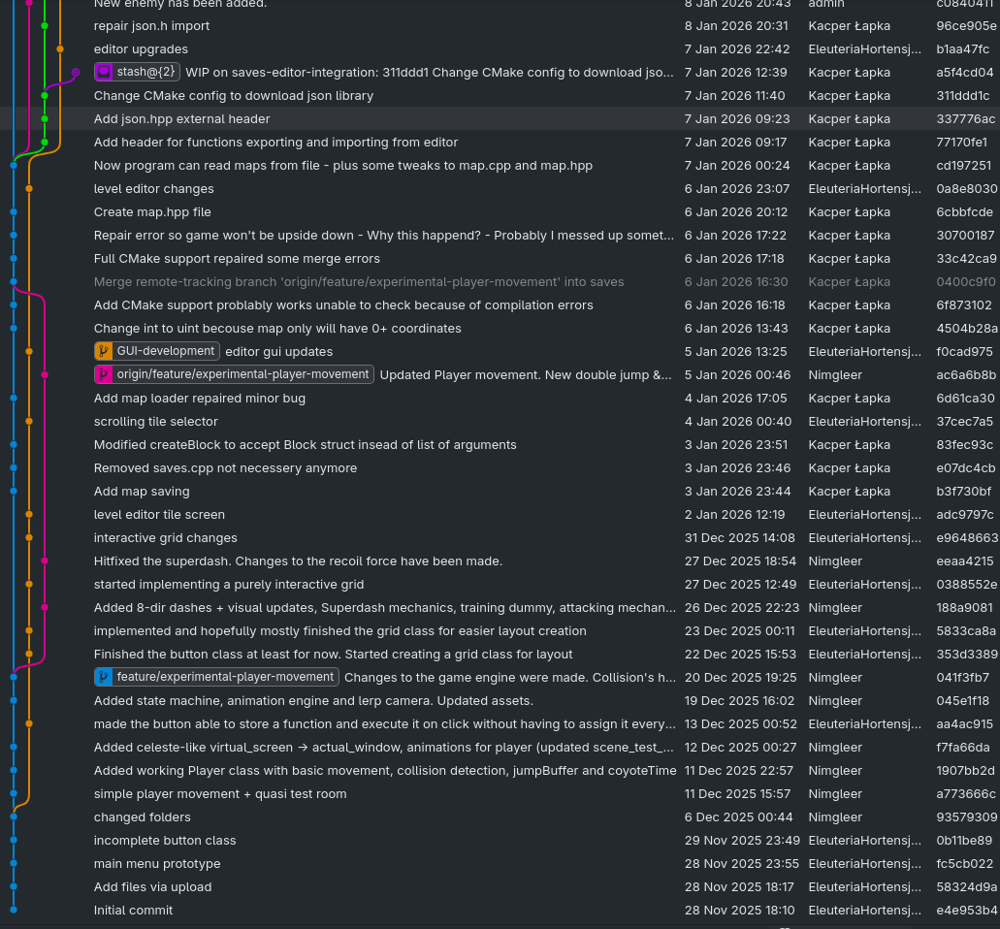 New enemy has been added. 8 Jan 2026 20:43 admin c0840411
repair json.h import 8 Jan 2026 20:31 Kacper Łapka 96ce905e
editor upgrades 7 Jan 2026 22:42 EleuteriaHortensj... b1aa47fc
stash@{2} WIP on saves-editor-integration: 311ddd1 Change CMake config to download jso... 7 Jan 2026 12:39 Kacper Łapka a5f4cd04
Change CMake config to download json library 7 Jan 2026 11:40 Kacper Łapka 311ddd1c
Add json.hpp external header 7 Jan 2026 09:23 Kacper Łapka 337776ac
Add header for functions exporting and importing from editor 7 Jan 2026 09:17 Kacper Łapka 77170fe1
Now program can read maps from file - plus some tweaks to map.cpp and map.hpp 7 Jan 2026 00:24 Kacper Łapka cd197251
level editor changes 6 Jan 2026 23:07 EleuteriaHortensj... 0a8e8030
Create map.hpp file 6 Jan 2026 20:12 Kacper Łapka 6cbbfcde
Repair error so game won't be upside down - Why this happend? - Probably I messed up somet... 6 Jan 2026 17:22 Kacper Łapka 30700187
Full CMake support repaired some merge errors 6 Jan 2026 17:18 Kacper Łapka 33c42ca9
Merge remote-tracking branch 'origin/feature/experimental-player-movement' into saves 6 Jan 2026 16:30 Kacper Łapka 0400c9f0
Add CMake support problably works unable to check because of compilation errors 6 Jan 2026 16:18 Kacper Łapka 6f873102
Change int to uint becouse map only will have 0+ coordinates 6 Jan 2026 13:43 Kacper Łapka 4504b28a
GUI-development editor gui updates 5 Jan 2026 13:25 EleuteriaHortensj... f0cad975
origin/feature/experimental-player-movement Updated Player movement. New double jump &... 5 Jan 2026 00:46 Nimgleer ac6a6b8b
Add map loader repaired minor bug 4 Jan 2026 17:05 Kacper Łapka 6d61ca30
scrolling tile selector 4 Jan 2026 00:40 EleuteriaHortensj... 37cec7a5
Modified createBlock to accept Block struct insead of list of arguments 3 Jan 2026 23:51 Kacper Łapka 83fec93c
Removed saves.cpp not necessery anymore 3 Jan 2026 23:46 Kacper Łapka e07dc4cb
Add map saving 3 Jan 2026 23:44 Kacper Łapka b3f730bf
level editor tile screen 2 Jan 2026 12:19 EleuteriaHortensj... adc9797c
interactive grid changes 31 Dec 2025 14:08 EleuteriaHortensj... e9648663
Hitfixed the superdash. Changes to the recoil force have been made. 27 Dec 2025 18:54 Nimgleer eeaa4215
started implementing a purely interactive grid 27 Dec 2025 12:49 EleuteriaHortensj... 0388552e
Added 8-dir dashes + visual updates, Superdash mechanics, training dummy, attacking mechan... 26 Dec 2025 22:23 Nimgleer 188a9081
implemented and hopefully mostly finished the grid class for easier layout creation 23 Dec 2025 00:11 EleuteriaHortensj... 5833ca8a
Finished the button class at least for now. Started creating a grid class for layout 22 Dec 2025 15:53 EleuteriaHortensj... 353d3389
feature/experimental-player-movement Changes to the game engine were made. Collision's h... 20 Dec 2025 19:25 Nimgleer 041f3fb7
Added state machine, animation engine and lerp camera. Updated assets. 19 Dec 2025 16:02 Nimgleer 045e1f18
made the button able to store a function and execute it on click without having to assign it every... 13 Dec 2025 00:52 EleuteriaHortensj... aa4ac915
Added celeste-like virtual_screen → actual_window, animations for player (updated scene_test_... 12 Dec 2025 00:27 Nimgleer f7fa66da
Added working Player class with basic movement, collision detection, jumpBuffer and coyoteTime 11 Dec 2025 22:57 Nimgleer 1907bb2d
simple player movement + quasi test room 11 Dec 2025 15:57 Nimgleer a773666c
changed folders 6 Dec 2025 00:44 Nimgleer 93579309
incomplete button class 29 Nov 2025 23:49 EleuteriaHortensj... 0b11be89
main menu prototype 28 Nov 2025 23:55 EleuteriaHortensj... fc5cb022
Add files via upload 28 Nov 2025 18:17 EleuteriaHortensj... 58324d9a
Initial commit 28 Nov 2025 18:10 EleuteriaHortensj... e4e953b4